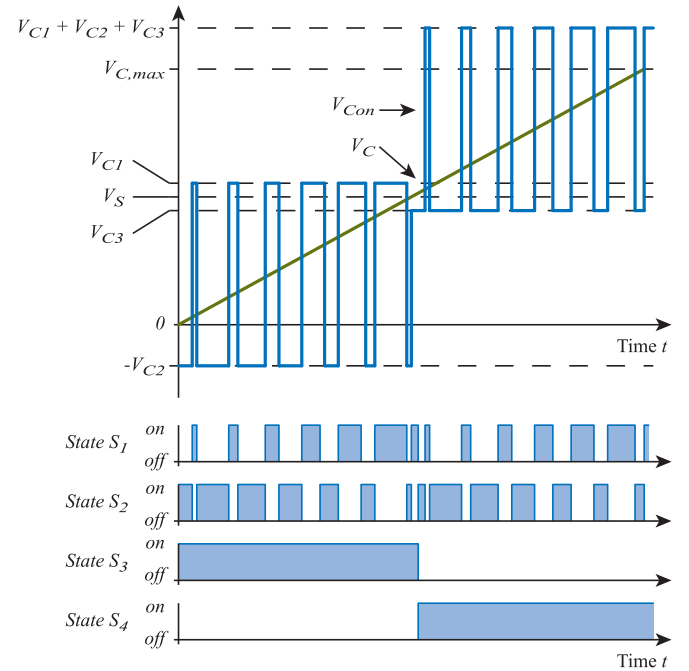 V_C1 + V_C2 + V_C3
V_C,max
V_Con
V_C
V_C1
V_S
V_C3
0
Time t
-V_C2
on
State S_1
off
on
State S_2
off
on
State S_3
off
on
State S_4
off
Time t